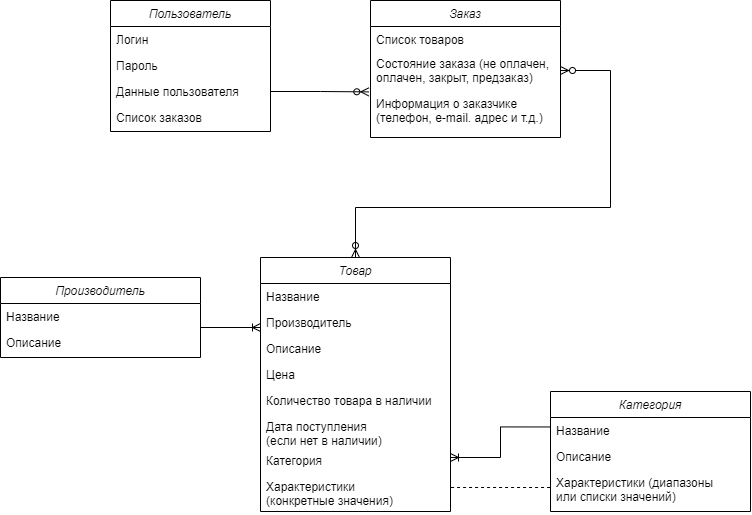 Пользователь
Логин
Пароль
Данные пользователя
Список заказов
Заказ
Список товаров
Состояние заказа (не оплачен,
оплачен, закрыт, предзаказ)
Информация о заказчике
(телефон, e-mail. адрес и т.д.)
Производитель
Название
Описание
Товар
Название
Производитель
Описание
Цена
Количество товара в наличии
Дата поступления
(если нет в наличии)
Категория
Характеристики
(конкретные значения)
Категория
Название
Описание
Характеристики (диапазоны
или списки значений)